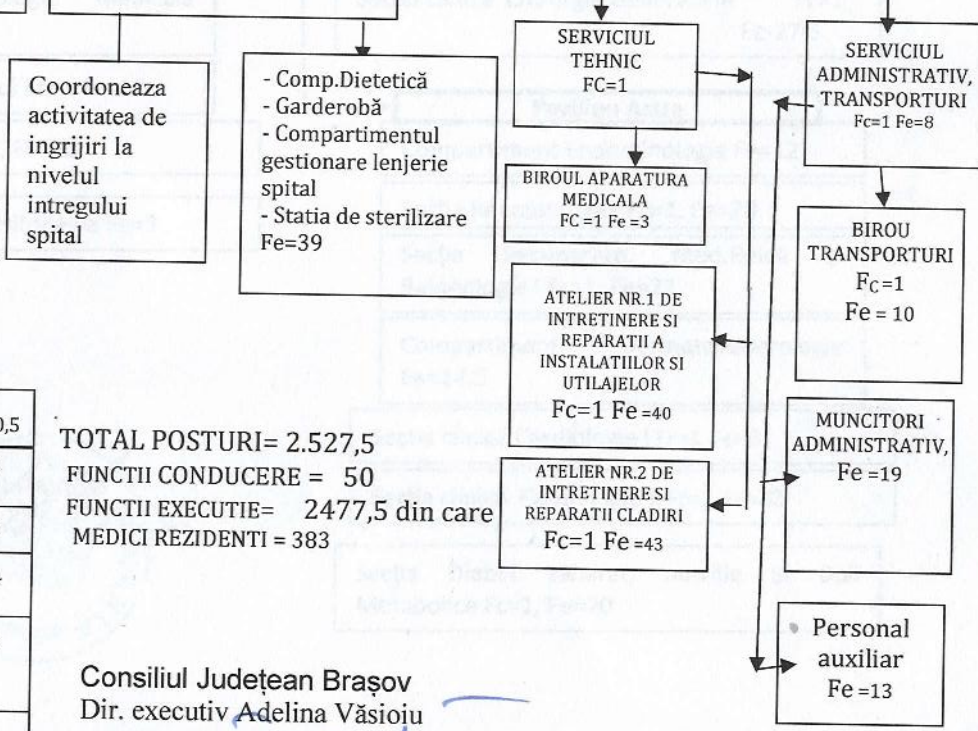 Coordoneaza
activitatea de
ingrijiri la
nivelul
intregului
spital
- Comp.Dietetică
- Garderobă
- Compartimentul
gestionare lenjerie
spital
- Statia de sterilizare
Fe=39
SERVICIUL
TEHNIC
FC=1
BIROUL APARATURA
MEDICALA
FC =1 Fe =3
ATELIER NR.1 DE
INTRETINERE SI
REPARATII A
INSTALATIILOR SI
UTILAJELOR
Fc=1 Fe =40
ATELIER NR.2 DE
INTRETINERE SI
REPARATII CLADIRI
Fc=1 Fe =43
SERVICIUL
ADMINISTRATIV,
TRANSPORTURI
Fc=1 Fe=8
BIROU
TRANSPORTURI
FC=1
Fe = 10
MUNCITORI
ADMINISTRATIV,
Fe =19
Personal
auxiliar
Fe =13
0,5
TOTAL POSTURI= 2.527,5
FUNCTII CONDUCERE = 50
FUNCTII EXECUTIE= 2477,5 din care
MEDICI REZIDENTI = 383
Consiliul Județean Brașov
Dir. executiv Adelina Văsioiu